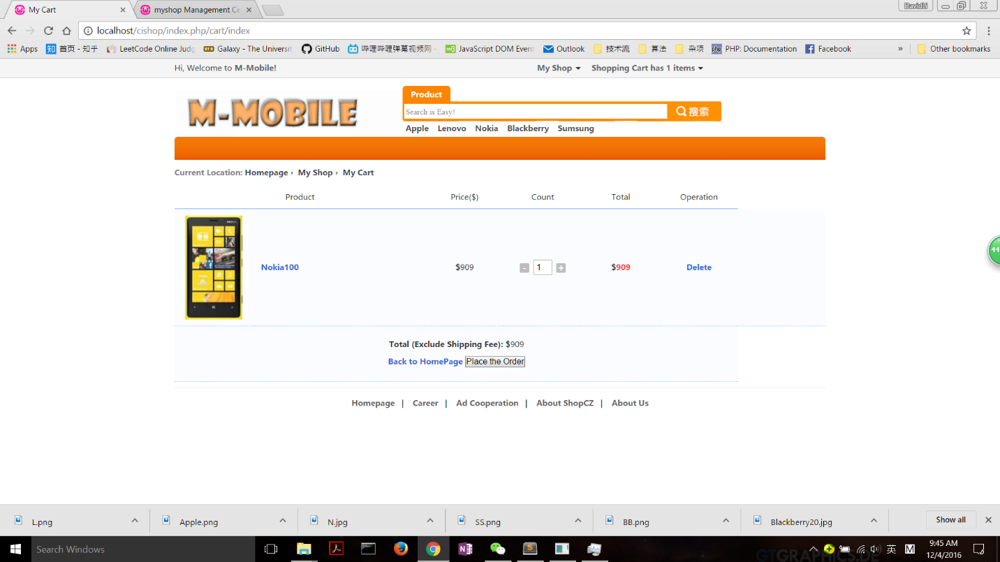 My Cart
myshop Management Ce
DavidLi
localhost/cishop/index.php/cart/index
Apps 首页 - 知乎 LeetCode Online Judg Galaxy - The Universit GitHub 哔哩哔哩弹幕视频网 - JavaScript DOM Event Outlook 技术流 算法 杂项 php PHP: Documentation Facebook » Other bookmarks
Hi, Welcome to M-Mobile!
My Shop Shopping Cart has 1 items
M-MOBILE
Product
Search is Easy!
搜索
Apple Lenovo Nokia Blackberry Sumsung
Current Location: Homepage › My Shop › My Cart
Product Price($) Count Total Operation
Nokia100 $909 - 1 + $909 Delete
Total (Exclude Shipping Fee): $909
Back to HomePage Place the Order
Homepage | Career | Ad Cooperation | About ShopCZ | About Us
44
L.png Apple.png N.jpg SS.png BB.png Blackberry20.jpg Show all
Search Windows
英 M
9:45 AM
12/4/2016
GTGRAPHICS.DE